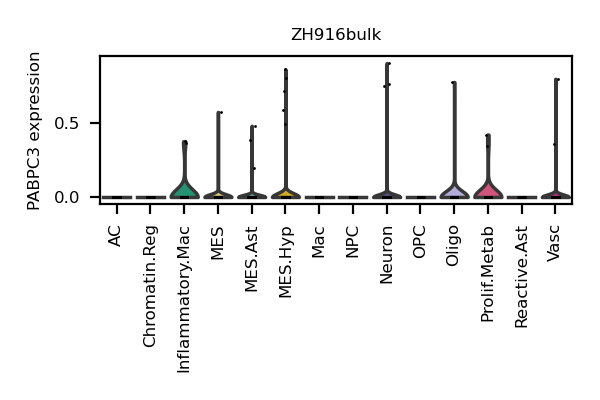 ZH916bulk
PABPC3 expression
0.5
0.0
AC
Chromatin.Reg
Inflammatory.Mac
MES
MES.Ast
MES.Hyp
Mac
NPC
Neuron
OPC
Oligo
Prolif.Metab
Reactive.Ast
Vasc